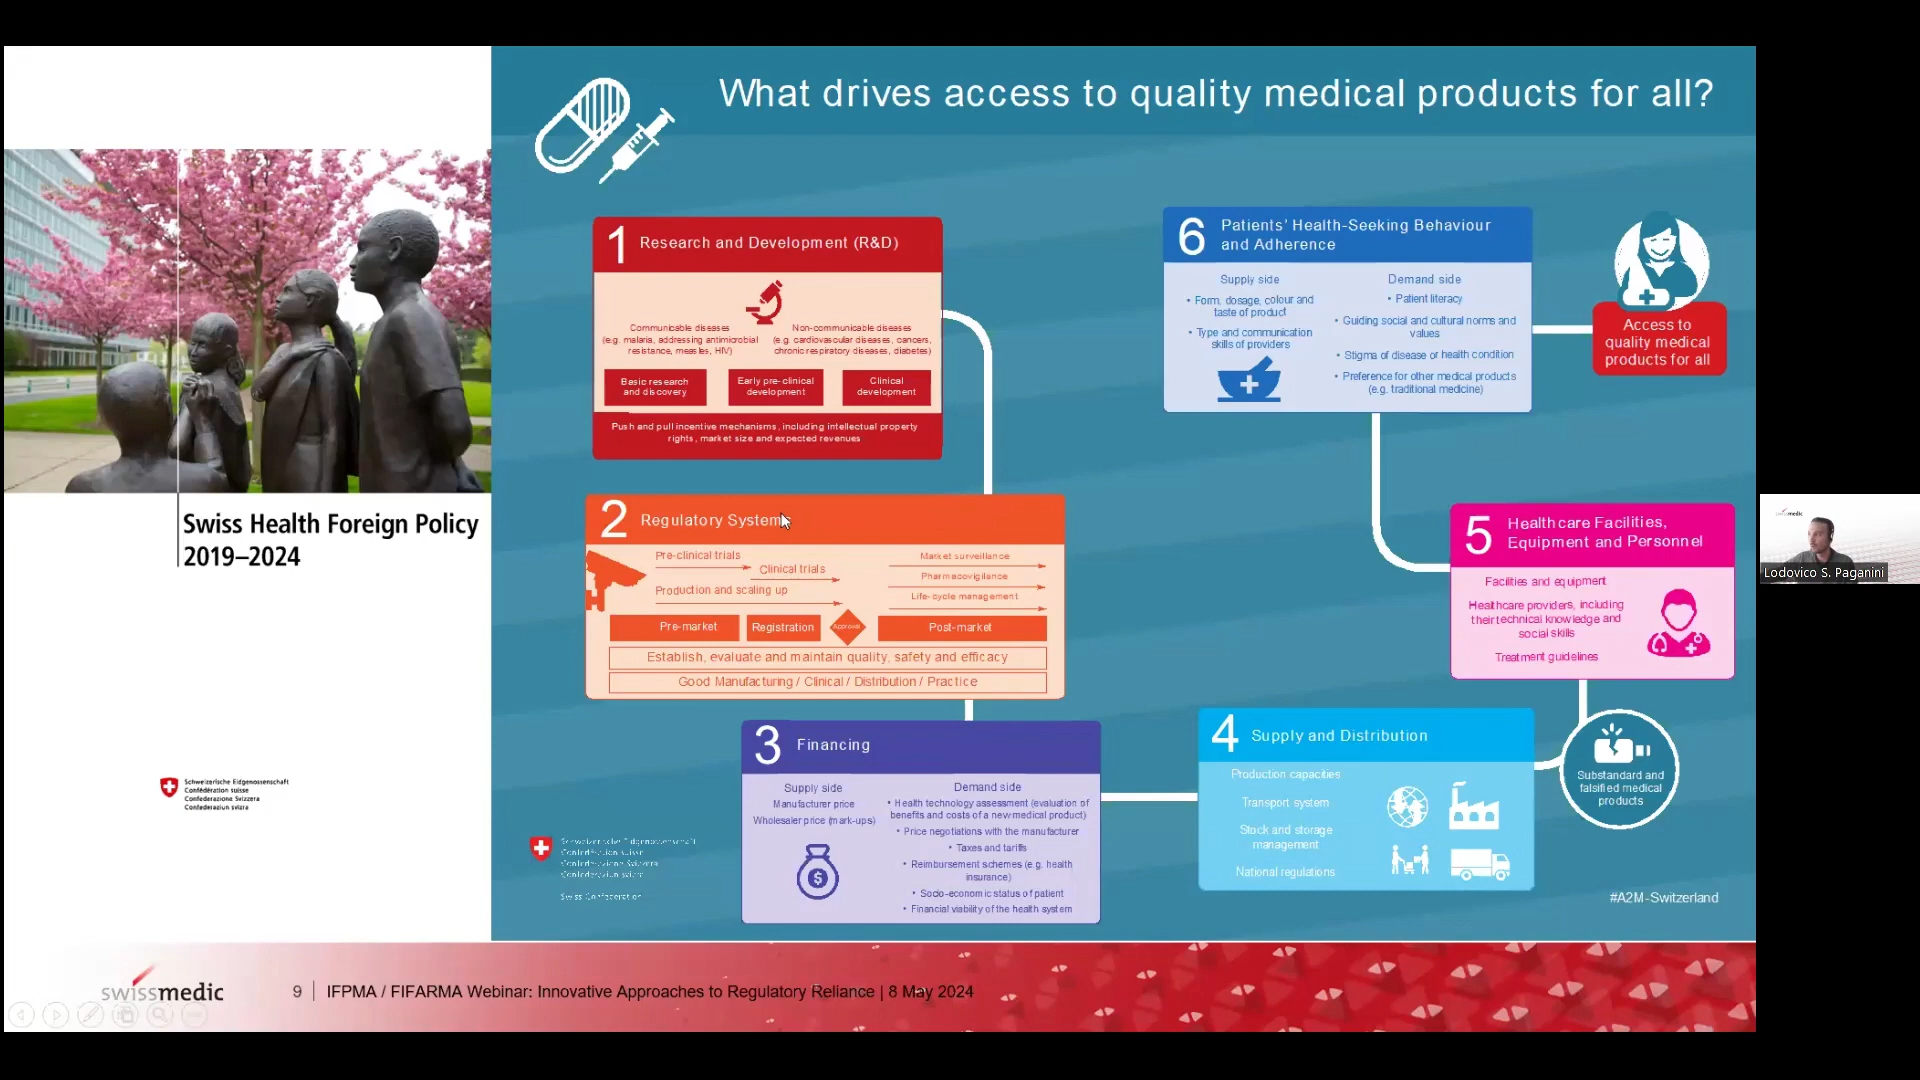 What drives access to quality medical products for all?
Swiss Health Foreign Policy
2019–2024
Schweizerische Eidgenossenschaft
Confédération suisse
Confederazione Svizzera
Confederaziun svizra
1 Research and Development (R&D)
Communicable diseases
(e.g. malaria, addressing antimicrobial
resistance, measles, HIV)
Non-communicable diseases
(e.g. cardiovascular diseases, cancers,
chronic respiratory diseases, diabetes)
Basic research
and discovery
Early pre-clinical
development
Clinical
development
Push and pull incentive mechanisms, including intellectual property
rights, market size and expected revenues
2 Regulatory Systems
Pre-clinical trials
Clinical trials
Production and scaling up
Market surveillance
Pharmacovigilance
Life-cycle management
Pre-market
Registration
Approval
Post-market
Establish, evaluate and maintain quality, safety and efficacy
Good Manufacturing / Clinical / Distribution / Practice
3 Financing
Supply side
Manufacturer price
Wholesaler price (mark-ups)
Demand side
• Health technology assessment (evaluation of
benefits and costs of a new medical product)
• Price negotiations with the manufacturer
• Taxes and tariffs
• Reimbursement schemes (e.g. health
insurance)
• Socio-economic status of patient
• Financial viability of the health system
4 Supply and Distribution
Production capacities
Transport system
Stock and storage
management
National regulations
Substandard and
falsified medical
products
5 Healthcare Facilities,
Equipment and Personnel
Facilities and equipment
Healthcare providers, including
their technical knowledge and
social skills
Treatment guidelines
6 Patients' Health-Seeking Behaviour
and Adherence
Supply side
• Form, dosage, colour and
taste of product
• Type and communication
skills of providers
Demand side
• Patient literacy
• Guiding social and cultural norms and
values
• Stigma of disease or health condition
• Preference for other medical products
(e.g. traditional medicine)
Access to
quality medical
products for all
#A2M-Switzerland
Schweizerische Eidgenossenschaft
Confédération suisse
Confederazione Svizzera
Confederaziun svizra
Swiss Confederation
swissmedic
9 | IFPMA / FIFARMA Webinar: Innovative Approaches to Regulatory Reliance | 8 May 2024
swissmedic
Lodovico S. Paganini